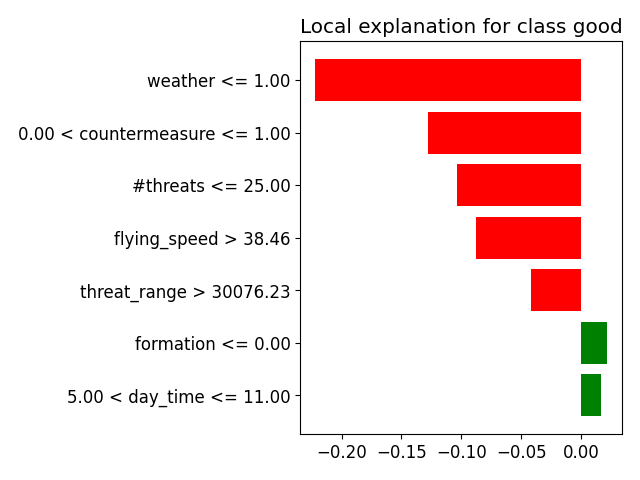 Local explanation for class good
weather <= 1.00
0.00 < countermeasure <= 1.00
#threats <= 25.00
flying_speed > 38.46
threat_range > 30076.23
formation <= 0.00
5.00 < day_time <= 11.00
−0.20 −0.15 −0.10 −0.05 0.00